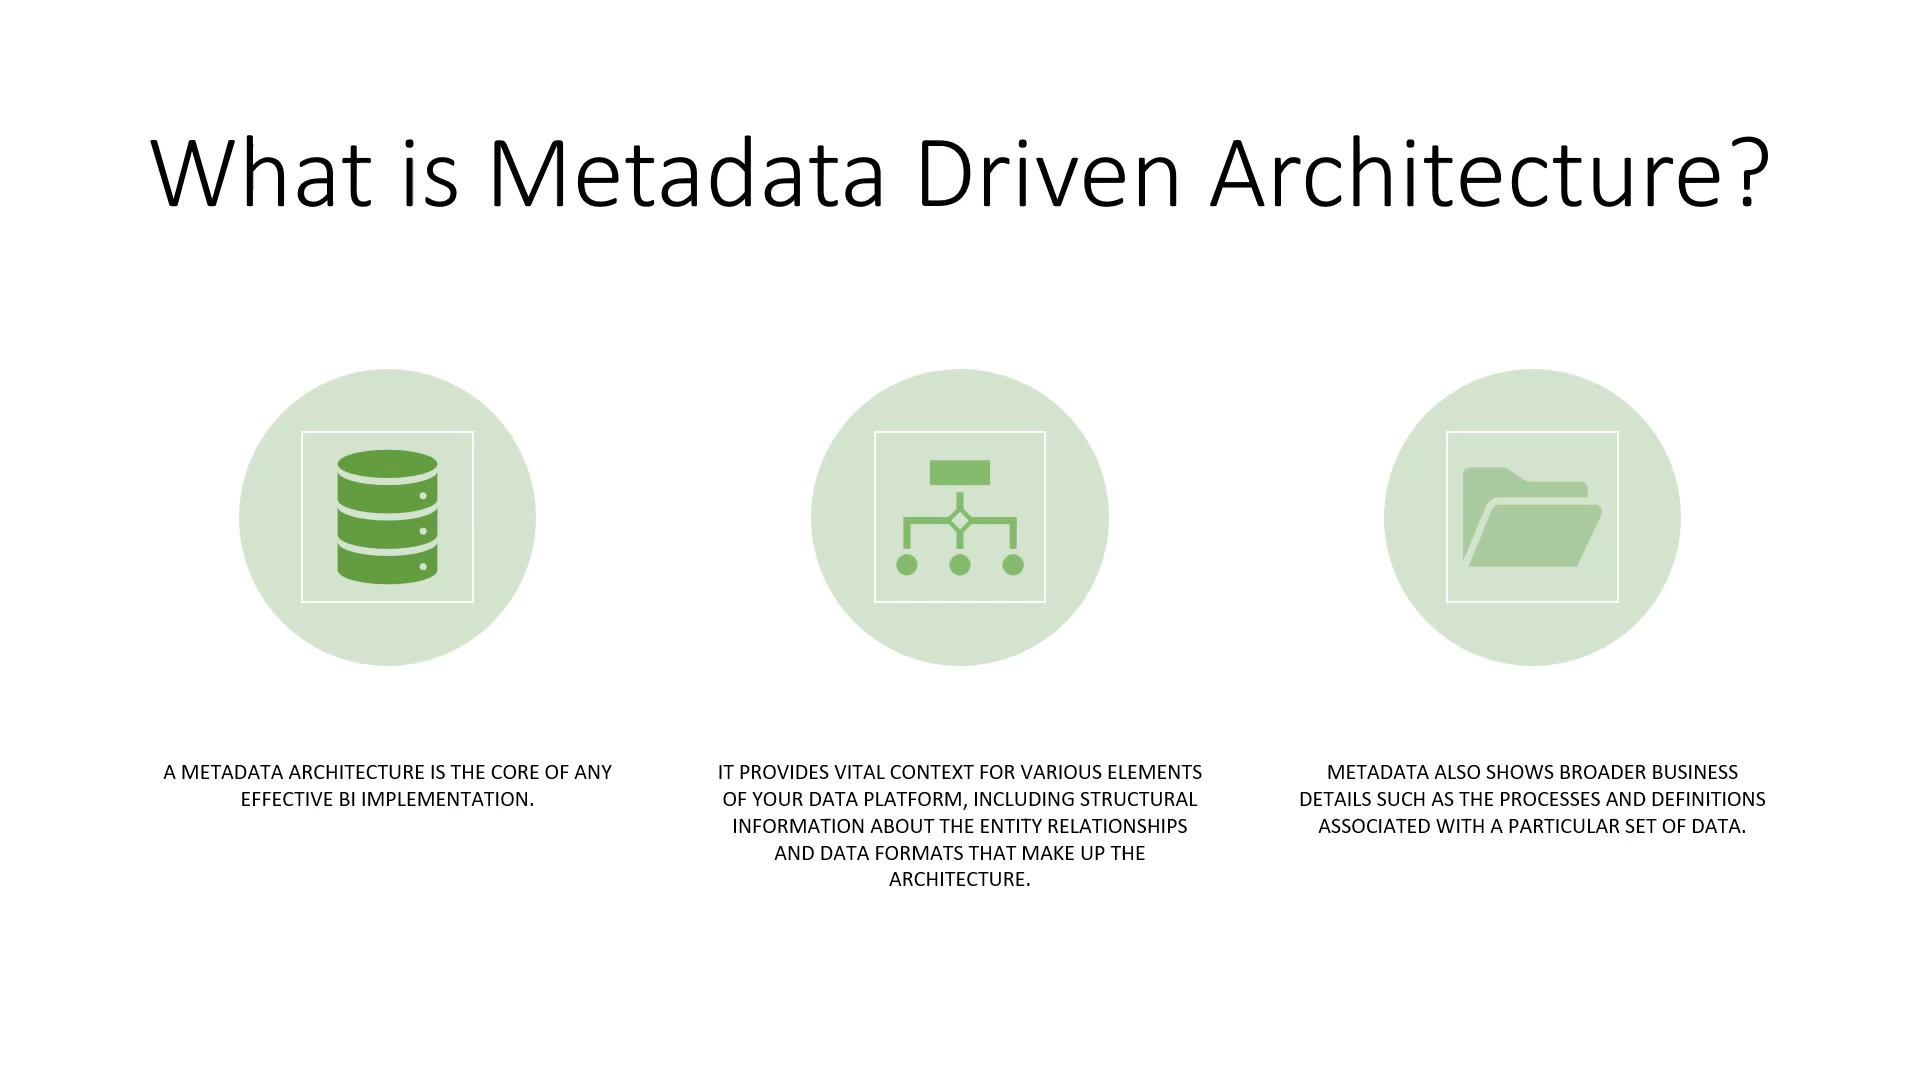 What is Metadata Driven Architecture?
A METADATA ARCHITECTURE IS THE CORE OF ANY
EFFECTIVE BI IMPLEMENTATION.
IT PROVIDES VITAL CONTEXT FOR VARIOUS ELEMENTS
OF YOUR DATA PLATFORM, INCLUDING STRUCTURAL
INFORMATION ABOUT THE ENTITY RELATIONSHIPS
AND DATA FORMATS THAT MAKE UP THE
ARCHITECTURE.
METADATA ALSO SHOWS BROADER BUSINESS
DETAILS SUCH AS THE PROCESSES AND DEFINITIONS
ASSOCIATED WITH A PARTICULAR SET OF DATA.